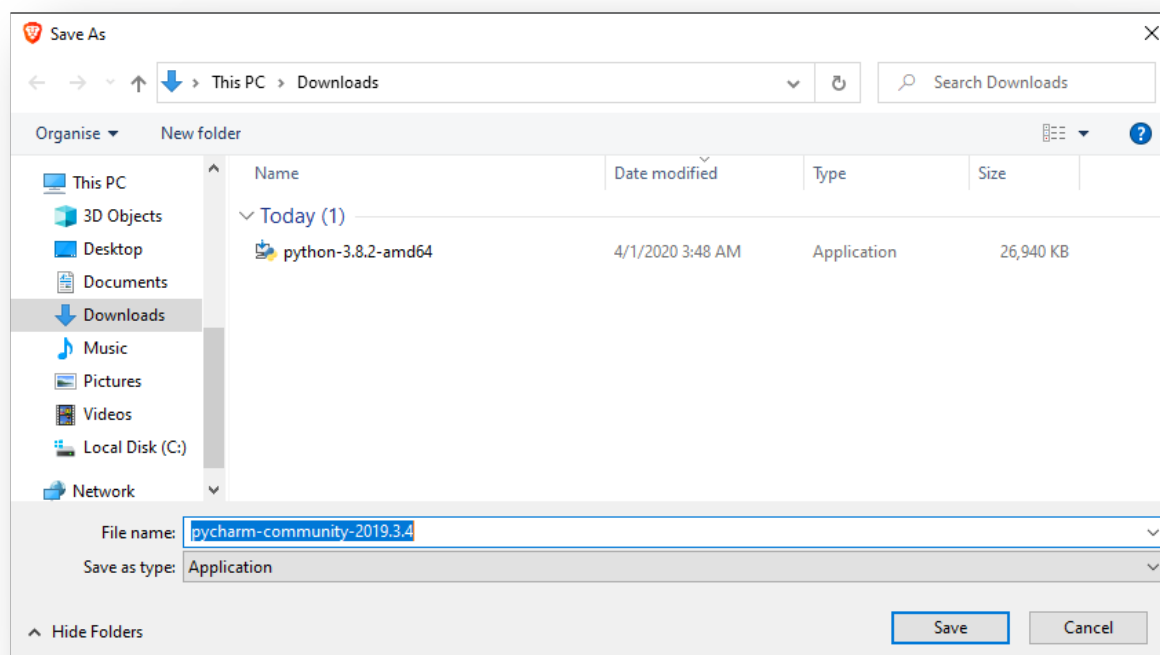 Save As
This PC > Downloads
Search Downloads
Organise
New folder
Name
Date modified
Type
Size
This PC
3D Objects
Desktop
Documents
Downloads
Music
Pictures
Videos
Local Disk (C:)
Network
Today (1)
python-3.8.2-amd64 4/1/2020 3:48 AM Application 26,940 KB
File name: pycharm-community-2019.3.4
Save as type: Application
Hide Folders
Save
Cancel